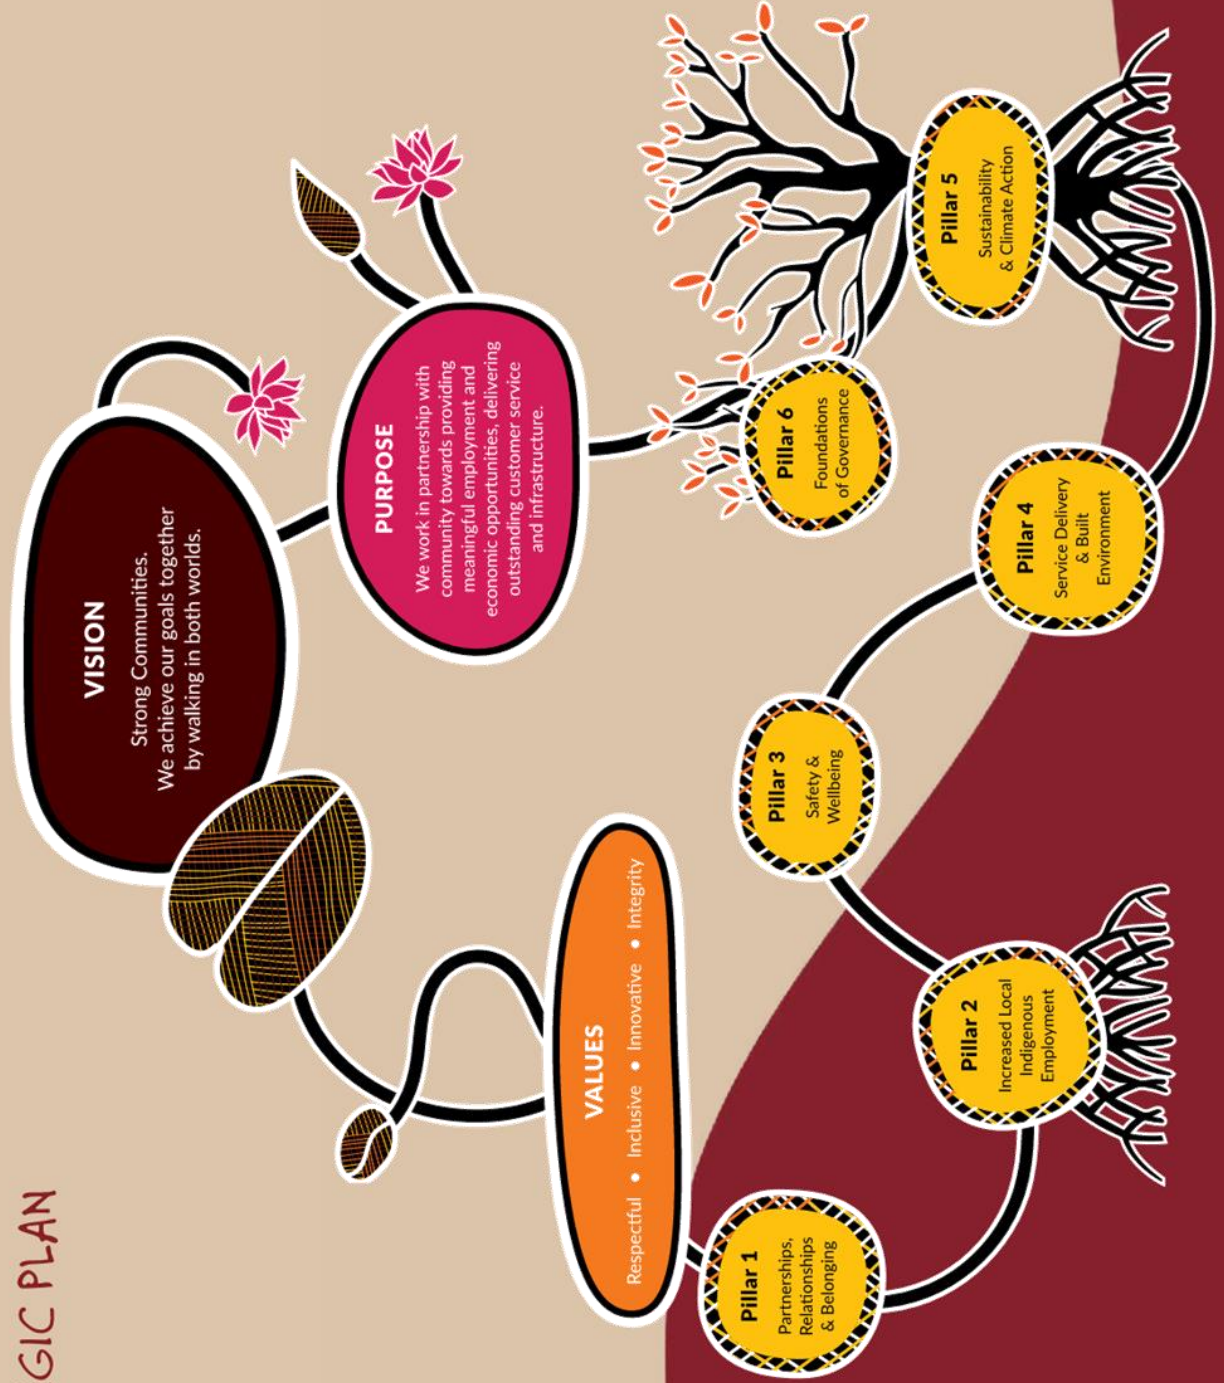 GIC PLAN
VISION
Strong Communities.
We achieve our goals together
by walking in both worlds.
PURPOSE
We work in partnership with
community towards providing
meaningful employment and
economic opportunities, delivering
outstanding customer service
and infrastructure.
VALUES
Respectful • Inclusive • Innovative • Integrity
Pillar 1
Partnerships,
Relationships
& Belonging
Pillar 2
Increased Local
Indigenous
Employment
Pillar 3
Safety &
Wellbeing
Pillar 4
Service Delivery
& Built
Environment
Pillar 5
Sustainability
& Climate Action
Pillar 6
Foundations
of Governance